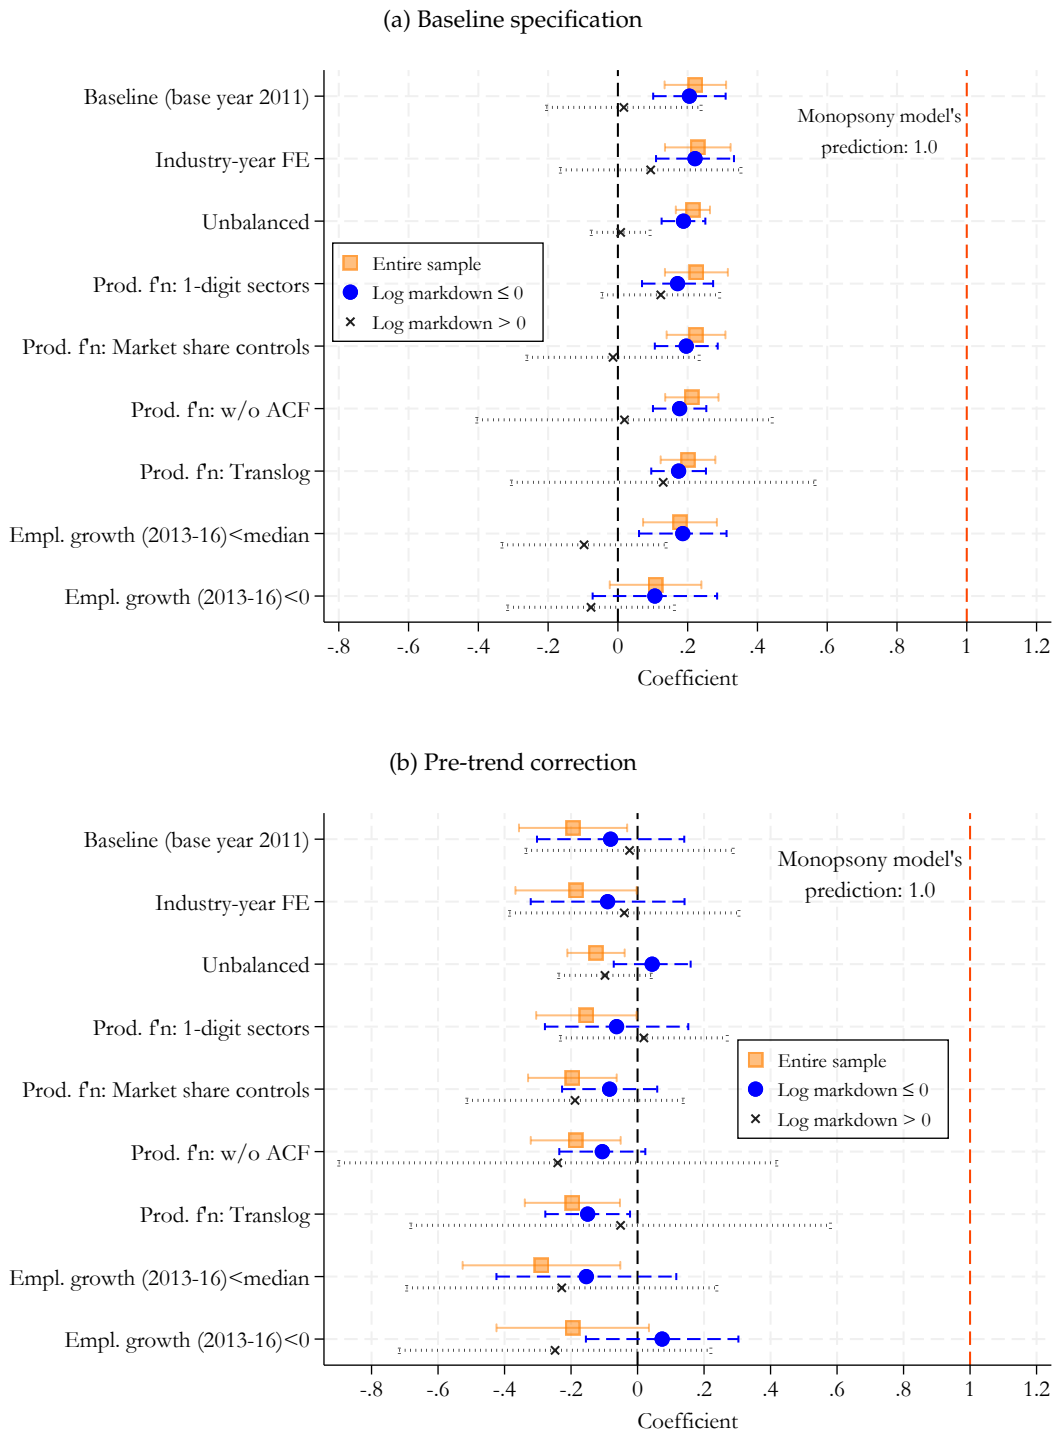 (a) Baseline specification
Baseline (base year 2011)
Industry-year FE
Unbalanced
Prod. f'n: 1-digit sectors
Prod. f'n: Market share controls
Prod. f'n: w/o ACF
Prod. f'n: Translog
Empl. growth (2013-16)<median
Empl. growth (2013-16)<0
Monopsony model's
prediction: 1.0
Entire sample
Log markdown ≤ 0
Log markdown > 0
-.8 -.6 -.4 -.2 0 .2 .4 .6 .8 1 1.2
Coefficient
(b) Pre-trend correction
Baseline (base year 2011)
Industry-year FE
Unbalanced
Prod. f'n: 1-digit sectors
Prod. f'n: Market share controls
Prod. f'n: w/o ACF
Prod. f'n: Translog
Empl. growth (2013-16)<median
Empl. growth (2013-16)<0
Monopsony model's
prediction: 1.0
Entire sample
Log markdown ≤ 0
Log markdown > 0
-.8 -.6 -.4 -.2 0 .2 .4 .6 .8 1 1.2
Coefficient